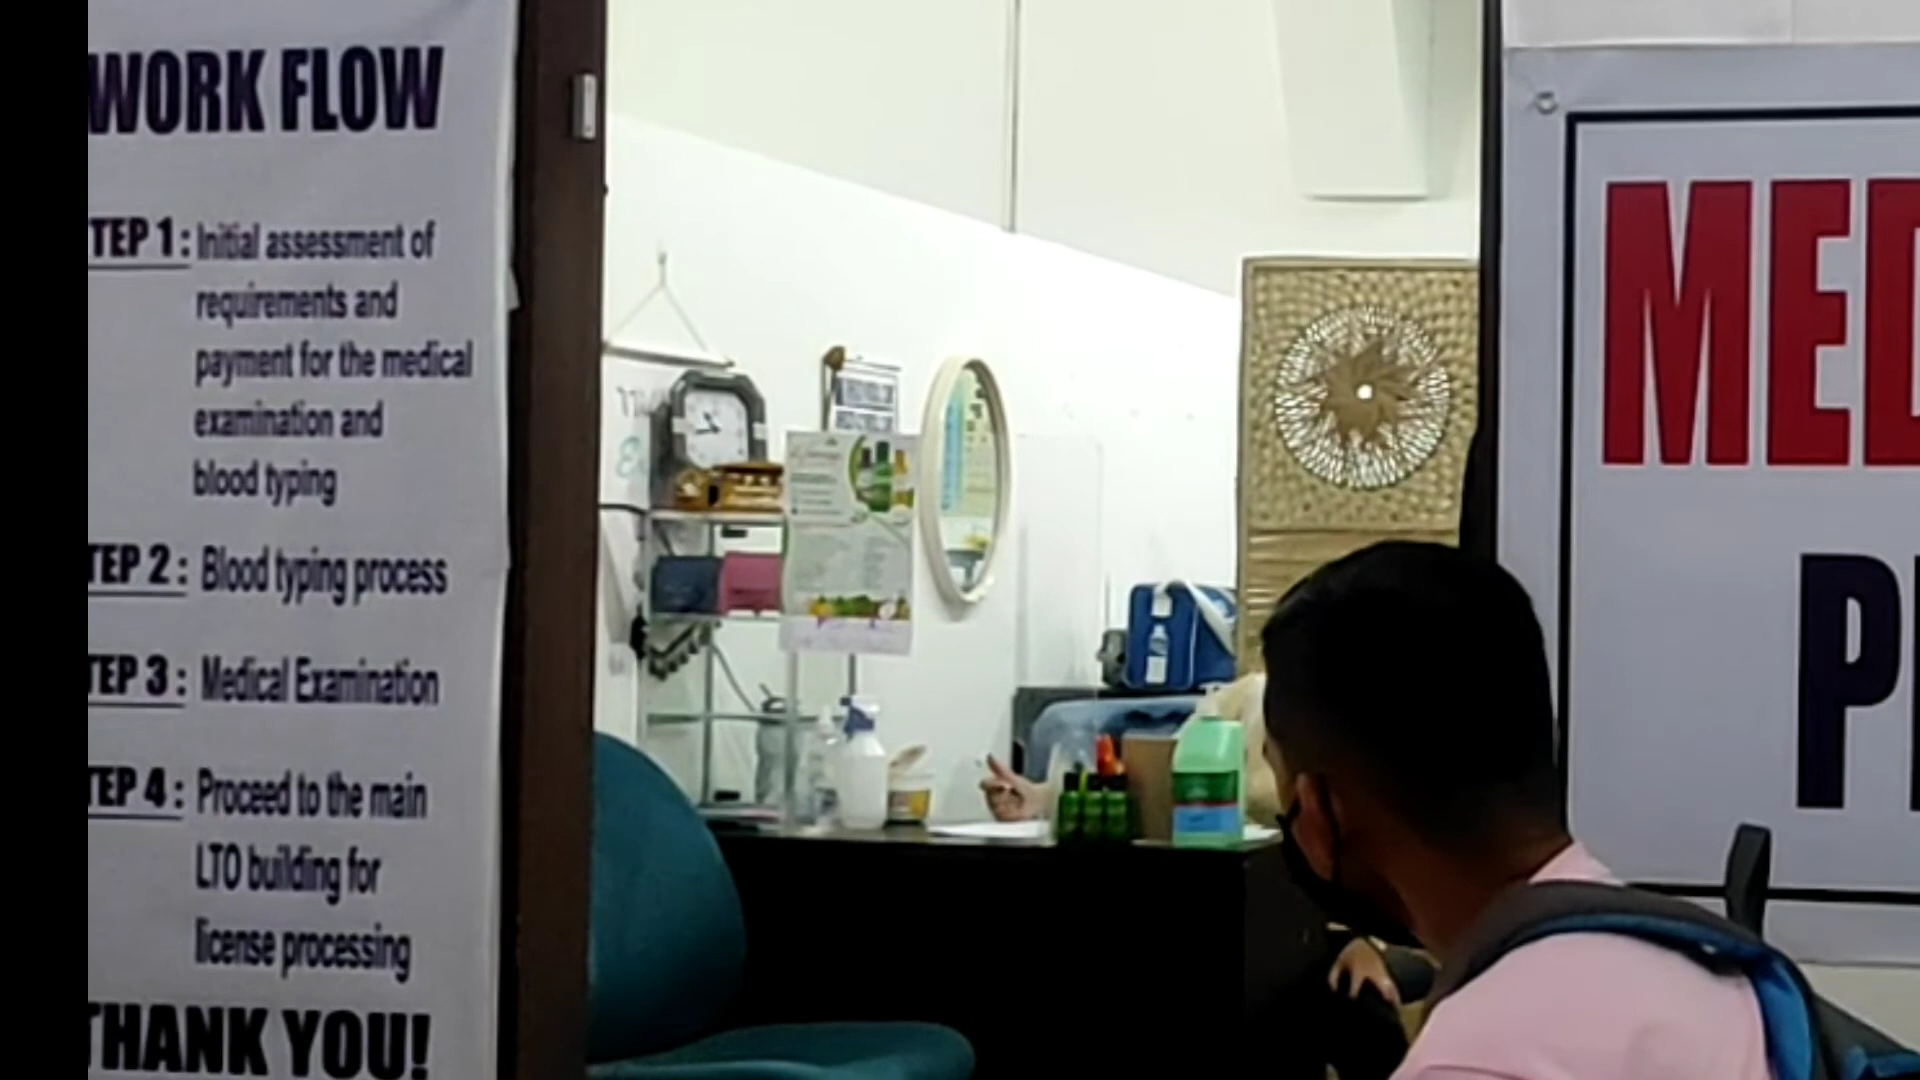 WORK FLOW
TEP 1: Initial assessment of
requirements and
payment for the medical
examination and
blood typing
TEP 2: Blood typing process
TEP 3: Medical Examination
TEP 4: Proceed to the main
LTO building for
license processing
THANK YOU!
MED
P